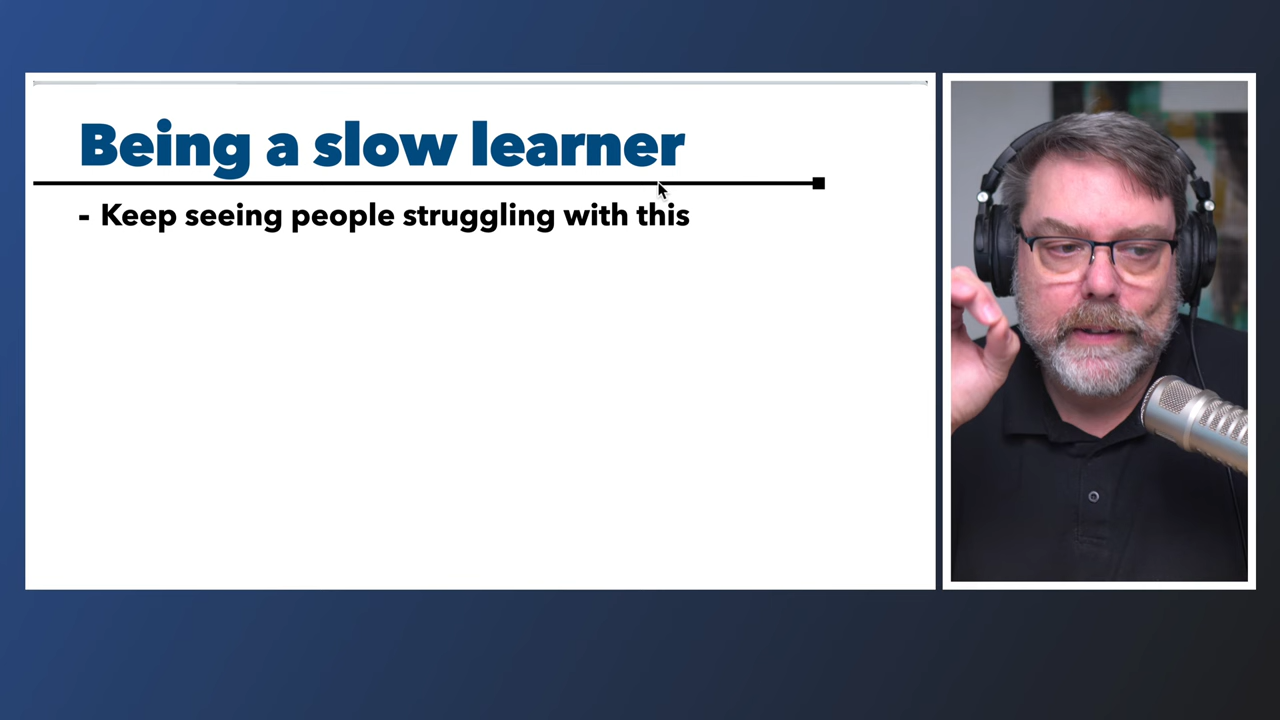 Being a slow learner
- Keep seeing people struggling with this